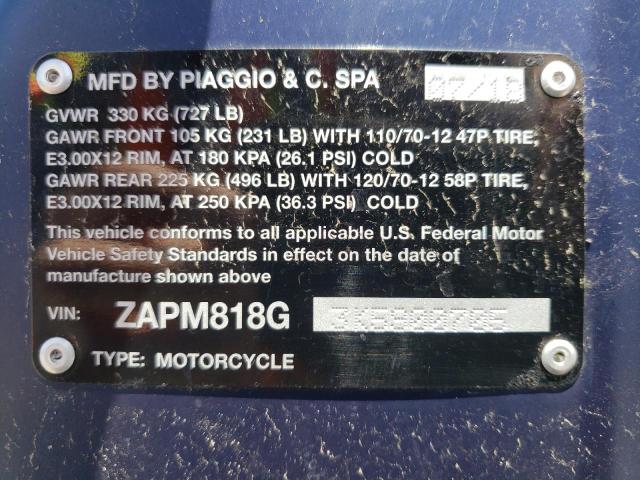 MFD BY PIAGGIO & C. SPA
GVWR 330 KG (727 LB)
GAWR FRONT 105 KG (231 LB) WITH 110/70-12 47P TIRE,
E3.00X12 RIM, AT 180 KPA (26.1 PSI) COLD
GAWR REAR 225 KG (496 LB) WITH 120/70-12 58P TIRE,
E3.00X12 RIM, AT 250 KPA (36.3 PSI) COLD
This vehicle conforms to all applicable U.S. Federal Motor
Vehicle Safety Standards in effect on the date of
manufacture shown above
VIN: ZAPM818G
TYPE: MOTORCYCLE